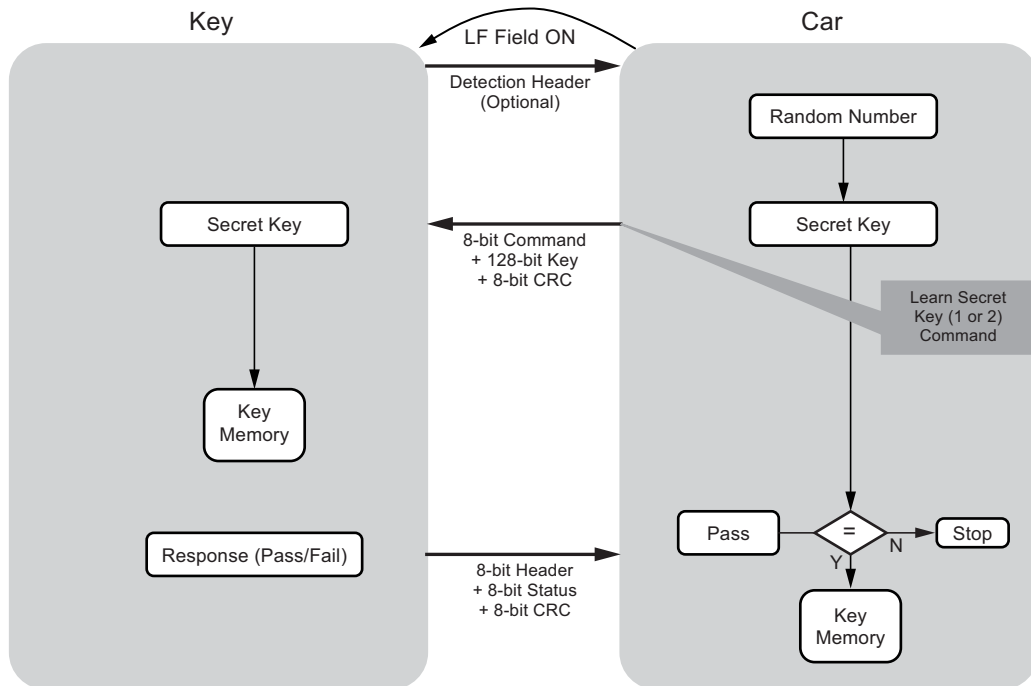 Key
Car
LF Field ON
Detection Header
(Optional)
Random Number
Secret Key
Secret Key
8-bit Command
+ 128-bit Key
+ 8-bit CRC
Learn Secret
Key (1 or 2)
Command
Key
Memory
Response (Pass/Fail)
8-bit Header
+ 8-bit Status
+ 8-bit CRC
Pass
=
N
Stop
Y
Key
Memory